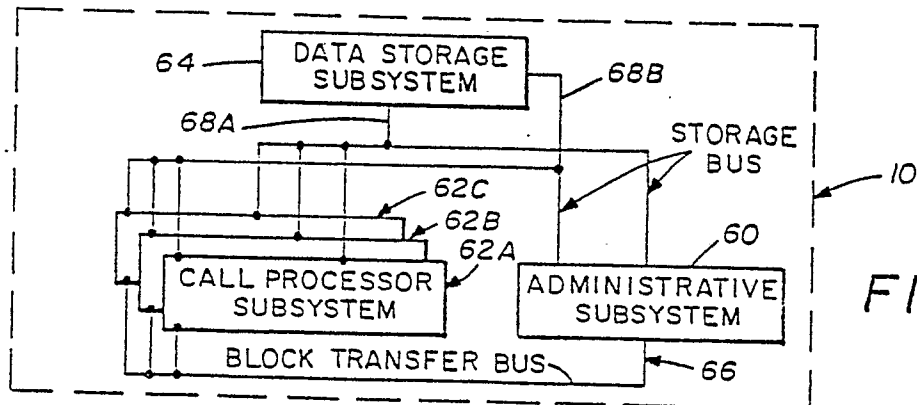 64
DATA STORAGE
SUBSYSTEM
68B
68A
STORAGE
BUS
10
62C
62B
62A
60
CALL PROCESSOR
SUBSYSTEM
ADMINISTRATIVE
SUBSYSTEM
FI
BLOCK TRANSFER BUS
66